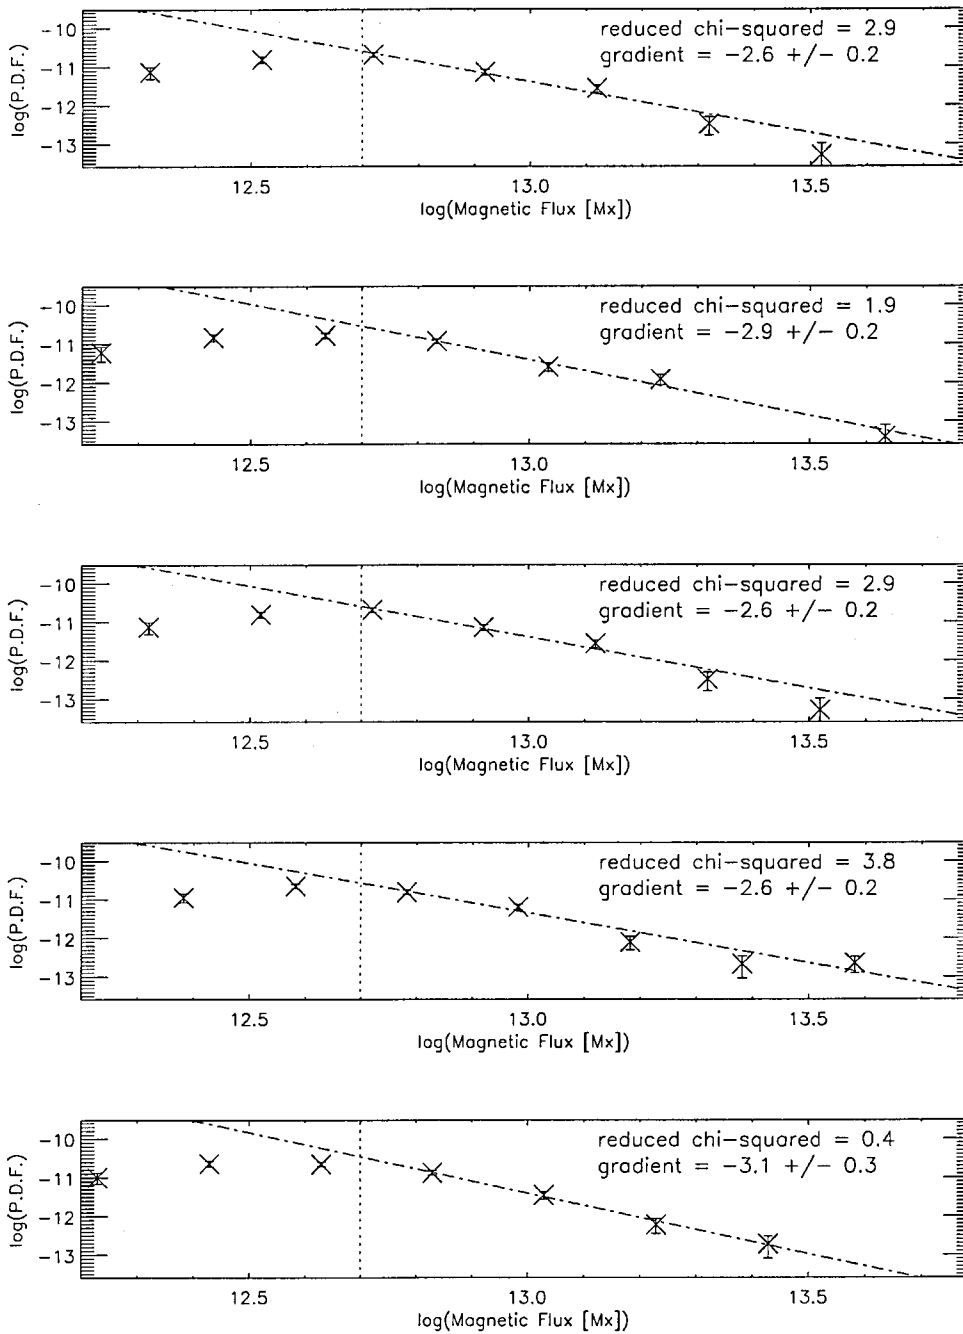 reduced chi-squared = 2.9
gradient = -2.6 +/- 0.2
log(P.D.F.)
-10
-11
-12
-13
12.5 13.0 13.5
log(Magnetic Flux [Mx])
reduced chi-squared = 1.9
gradient = -2.9 +/- 0.2
log(P.D.F.)
-10
-11
-12
-13
12.5 13.0 13.5
log(Magnetic Flux [Mx])
reduced chi-squared = 2.9
gradient = -2.6 +/- 0.2
log(P.D.F.)
-10
-11
-12
-13
12.5 13.0 13.5
log(Magnetic Flux [Mx])
reduced chi-squared = 3.8
gradient = -2.6 +/- 0.2
log(P.D.F.)
-10
-11
-12
-13
12.5 13.0 13.5
log(Magnetic Flux [Mx])
reduced chi-squared = 0.4
gradient = -3.1 +/- 0.3
log(P.D.F.)
-10
-11
-12
-13
12.5 13.0 13.5
log(Magnetic Flux [Mx])